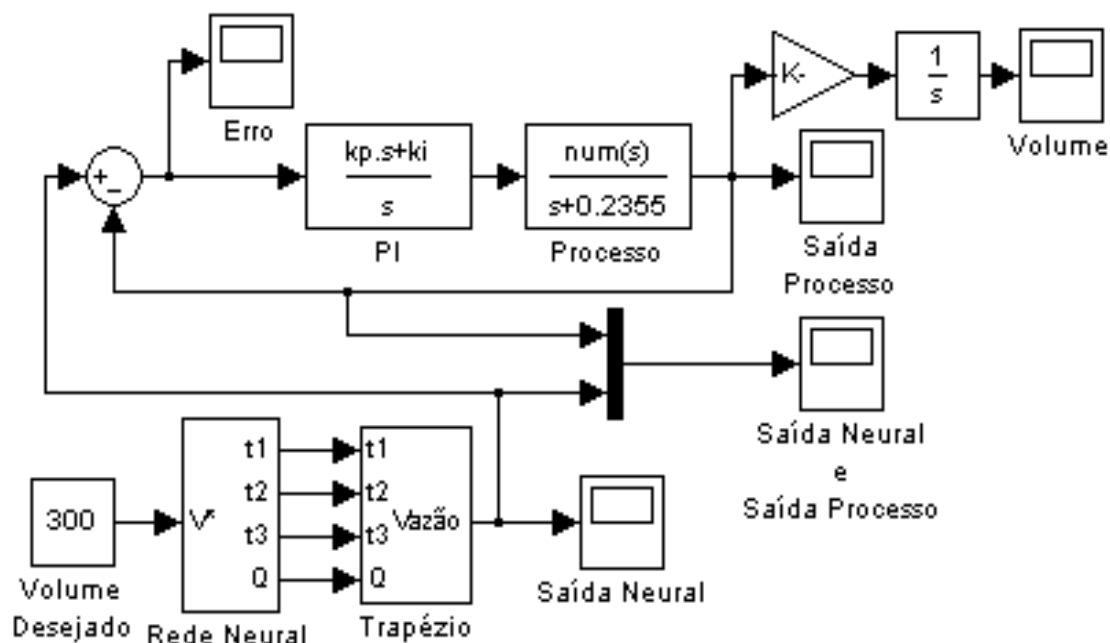 Erro
K-
1
s
Volume
+
_
kp.s+ki
s
PI
num(s)
s+0.2355
Processo
Saída
Processo
Saída Neural
e
Saída Processo
300
Volume
Desejado
V*
t1
t2
t3
Q
Rede Neural
t1
t2
t3
Q
Vazão
Trapézio
Saída Neural